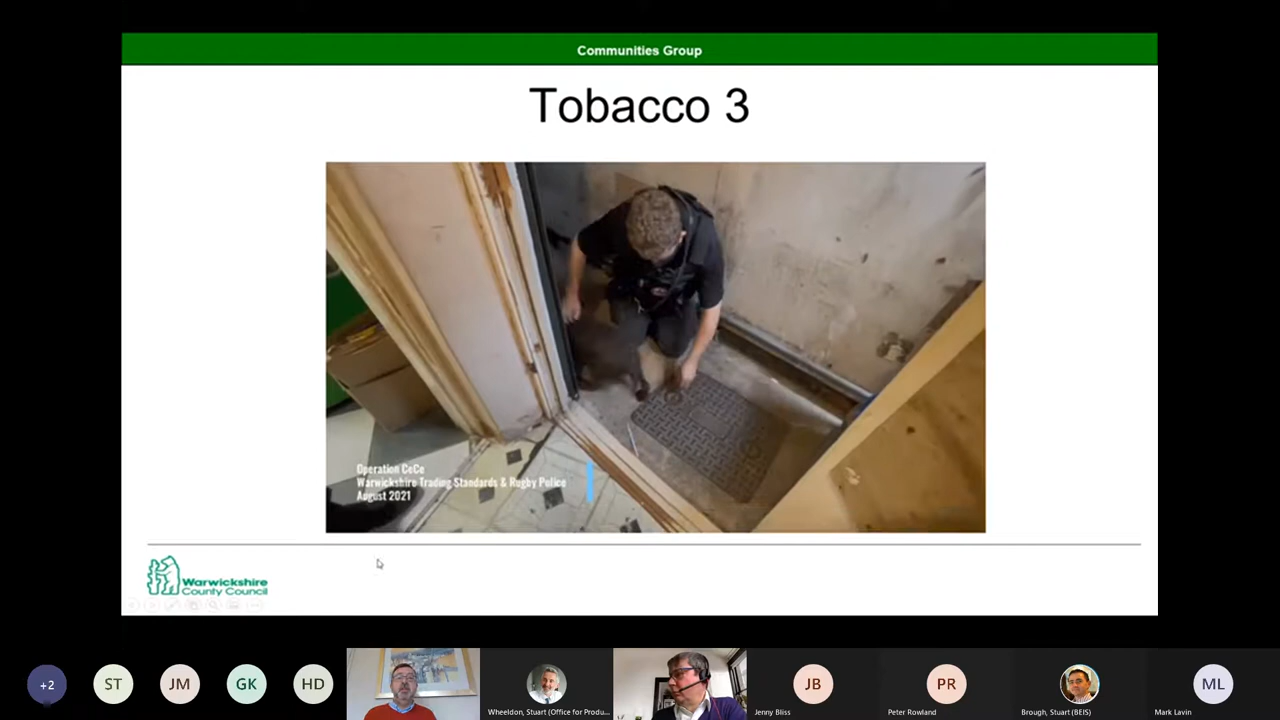 Communities Group
Tobacco 3
Operation CeCe
Warwickshire Trading Standards & Rugby Police
August 2021
Warwickshire
County Council
+2
ST
JM
GK
HD
Wheeldon, Stuart (Office for Produ...
JB
Jenny Bliss
PR
Peter Rowland
Brough, Stuart (BEIS)
ML
Mark Lavin